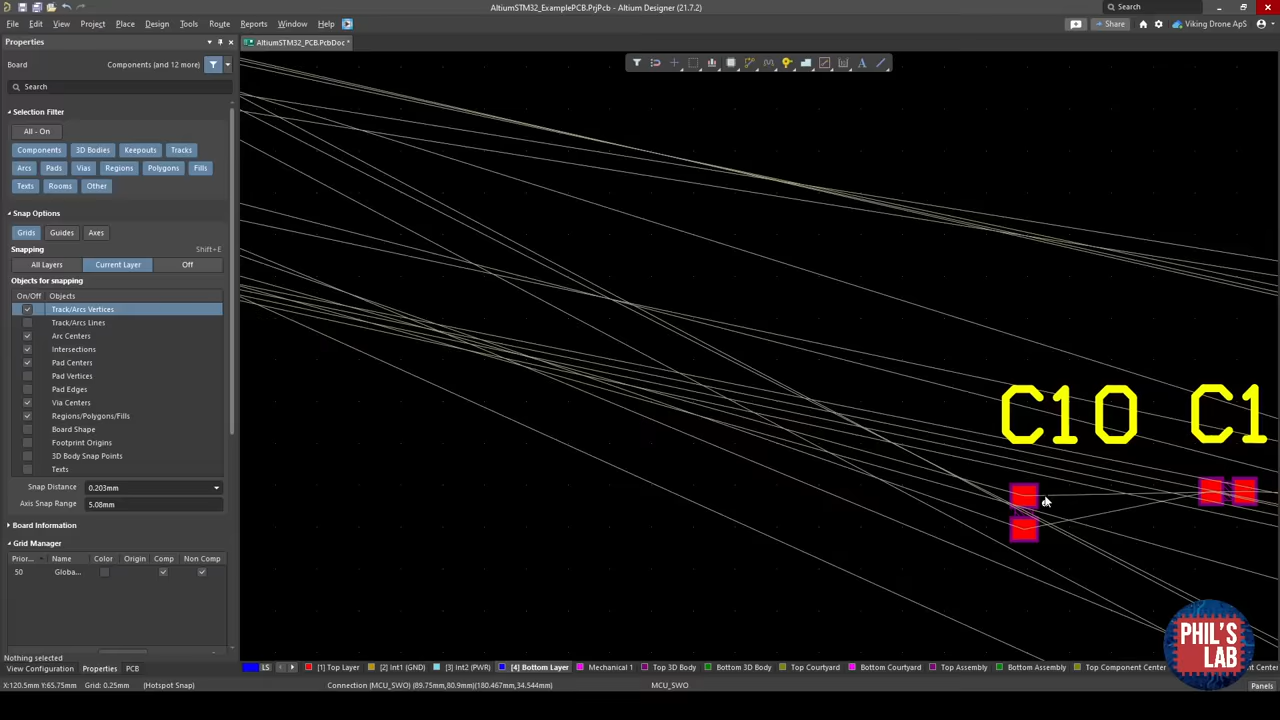 AltiumSTM32_ExamplePCB.PrjPcb - Altium Designer (21.7.2)
Search
File Edit View Project Place Design Tools Route Reports Window Help
Share
Viking Drone ApS
Properties
AltiumSTM32_PCB.PcbDoc *
Board
Components (and 12 more)
Search
Selection Filter
All - On
Components 3D Bodies Keepouts Tracks
Arcs Pads Vias Regions Polygons Fills
Texts Rooms Other
Snap Options
Grids Guides Axes
Snapping
Shift+E
All Layers Current Layer Off
Objects for snapping
On/Off Objects
Track/Arcs Vertices
Track/Arcs Lines
Arc Centers
Intersections
Pad Centers
Pad Vertices
Pad Edges
Via Centers
Regions/Polygons/Fills
Board Shape
Footprint Origins
3D Body Snap Points
Texts
Snap Distance 0.203mm
Axis Snap Range 5.08mm
Board Information
Grid Manager
Prior... Name Color Origin Comp Non Comp
50 Globa...
C10 C1
PHIL'S
LAB
Nothing selected
View Configuration Properties PCB
LS [1] Top Layer [2] Int1 (GND) [3] Int2 (PWR) [4] Bottom Layer Mechanical 1 Top 3D Body Bottom 3D Body Top Courtyard Bottom Courtyard Top Assembly Bottom Assembly Top Component Center
X:120.5mm Y:65.75mm Grid: 0.25mm (Hotspot Snap) Connection (MCU_SWO) (89.75mm,80.9mm)(180.467mm,34.544mm) MCU_SWO Panels